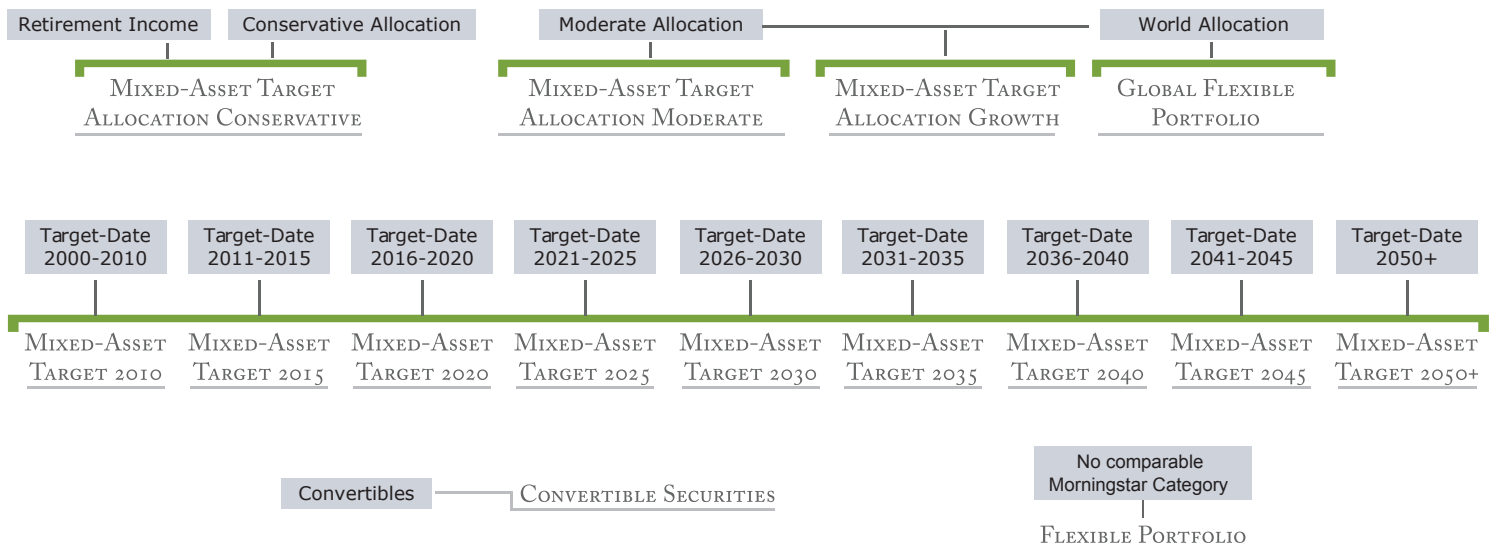 Retirement Income
Conservative Allocation
Moderate Allocation
World Allocation
Mixed-Asset Target
Allocation Conservative
Mixed-Asset Target
Allocation Moderate
Mixed-Asset Target
Allocation Growth
Global Flexible
Portfolio
Target-Date
2000-2010
Target-Date
2011-2015
Target-Date
2016-2020
Target-Date
2021-2025
Target-Date
2026-2030
Target-Date
2031-2035
Target-Date
2036-2040
Target-Date
2041-2045
Target-Date
2050+
Mixed-Asset
Target 2010
Mixed-Asset
Target 2015
Mixed-Asset
Target 2020
Mixed-Asset
Target 2025
Mixed-Asset
Target 2030
Mixed-Asset
Target 2035
Mixed-Asset
Target 2040
Mixed-Asset
Target 2045
Mixed-Asset
Target 2050+
Convertibles
Convertible Securities
No comparable
Morningstar Category
Flexible Portfolio